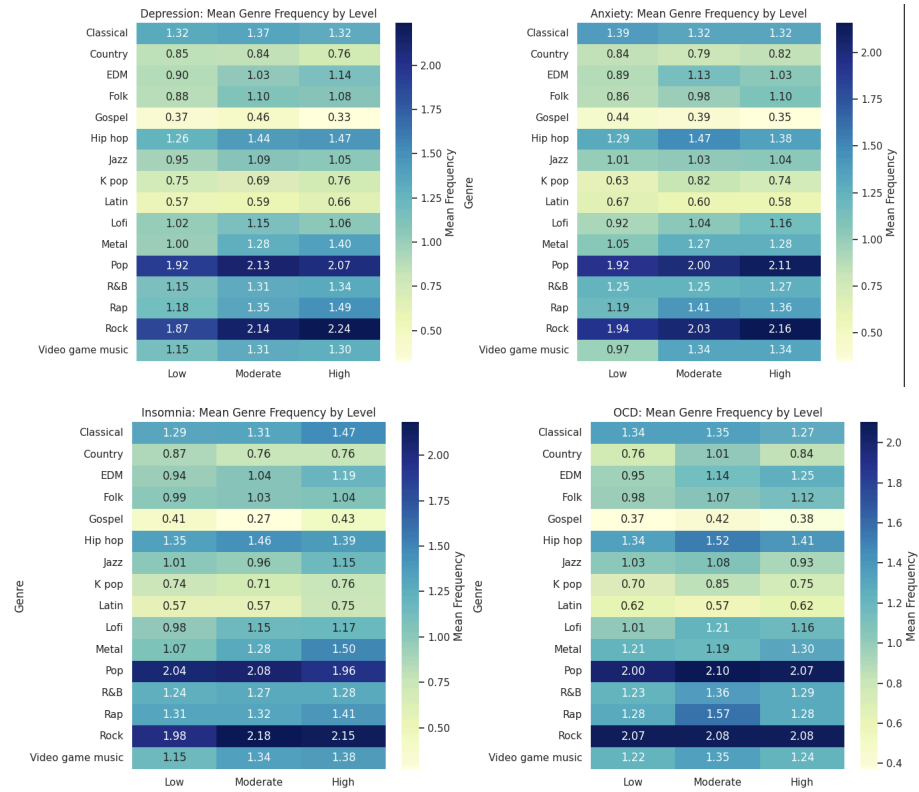 Depression: Mean Genre Frequency by Level
Classical 1.32 1.37 1.32
Country 0.85 0.84 0.76
EDM 0.90 1.03 1.14
Folk 0.88 1.10 1.08
Gospel 0.37 0.46 0.33
Hip hop 1.26 1.44 1.47
Jazz 0.95 1.09 1.05
K pop 0.75 0.69 0.76
Latin 0.57 0.59 0.66
Lofi 1.02 1.15 1.06
Metal 1.00 1.28 1.40
Pop 1.92 2.13 2.07
R&B 1.15 1.31 1.34
Rap 1.18 1.35 1.49
Rock 1.87 2.14 2.24
Video game music 1.15 1.31 1.30
Low Moderate High
2.00
1.75
1.50
1.25
1.00
0.75
0.50
Mean Frequency
Genre
Anxiety: Mean Genre Frequency by Level
Classical 1.39 1.32 1.32
Country 0.84 0.79 0.82
EDM 0.89 1.13 1.03
Folk 0.86 0.98 1.10
Gospel 0.44 0.39 0.35
Hip hop 1.29 1.47 1.38
Jazz 1.01 1.03 1.04
K pop 0.63 0.82 0.74
Latin 0.67 0.60 0.58
Lofi 0.92 1.04 1.16
Metal 1.05 1.27 1.28
Pop 1.92 2.00 2.11
R&B 1.25 1.25 1.27
Rap 1.19 1.41 1.36
Rock 1.94 2.03 2.16
Video game music 0.97 1.34 1.34
Low Moderate High
2.00
1.75
1.50
1.25
1.00
0.75
0.50
Mean Frequency
Insomnia: Mean Genre Frequency by Level
Genre
Classical 1.29 1.31 1.47
Country 0.87 0.76 0.76
EDM 0.94 1.04 1.19
Folk 0.99 1.03 1.04
Gospel 0.41 0.27 0.43
Hip hop 1.35 1.46 1.39
Jazz 1.01 0.96 1.15
K pop 0.74 0.71 0.76
Latin 0.57 0.57 0.75
Lofi 0.98 1.15 1.17
Metal 1.07 1.28 1.50
Pop 2.04 2.08 1.96
R&B 1.24 1.27 1.28
Rap 1.31 1.32 1.41
Rock 1.98 2.18 2.15
Video game music 1.15 1.34 1.38
Low Moderate High
2.00
1.75
1.50
1.25
1.00
0.75
0.50
Mean Frequency
Genre
OCD: Mean Genre Frequency by Level
Classical 1.34 1.35 1.27
Country 0.76 1.01 0.84
EDM 0.95 1.14 1.25
Folk 0.98 1.07 1.12
Gospel 0.37 0.42 0.38
Hip hop 1.34 1.52 1.41
Jazz 1.03 1.08 0.93
K pop 0.70 0.85 0.75
Latin 0.62 0.57 0.62
Lofi 1.01 1.21 1.16
Metal 1.21 1.19 1.30
Pop 2.00 2.10 2.07
R&B 1.23 1.36 1.29
Rap 1.28 1.57 1.28
Rock 2.07 2.08 2.08
Video game music 1.22 1.35 1.24
Low Moderate High
2.0
1.8
1.6
1.4
1.2
1.0
0.8
0.6
0.4
Mean Frequency